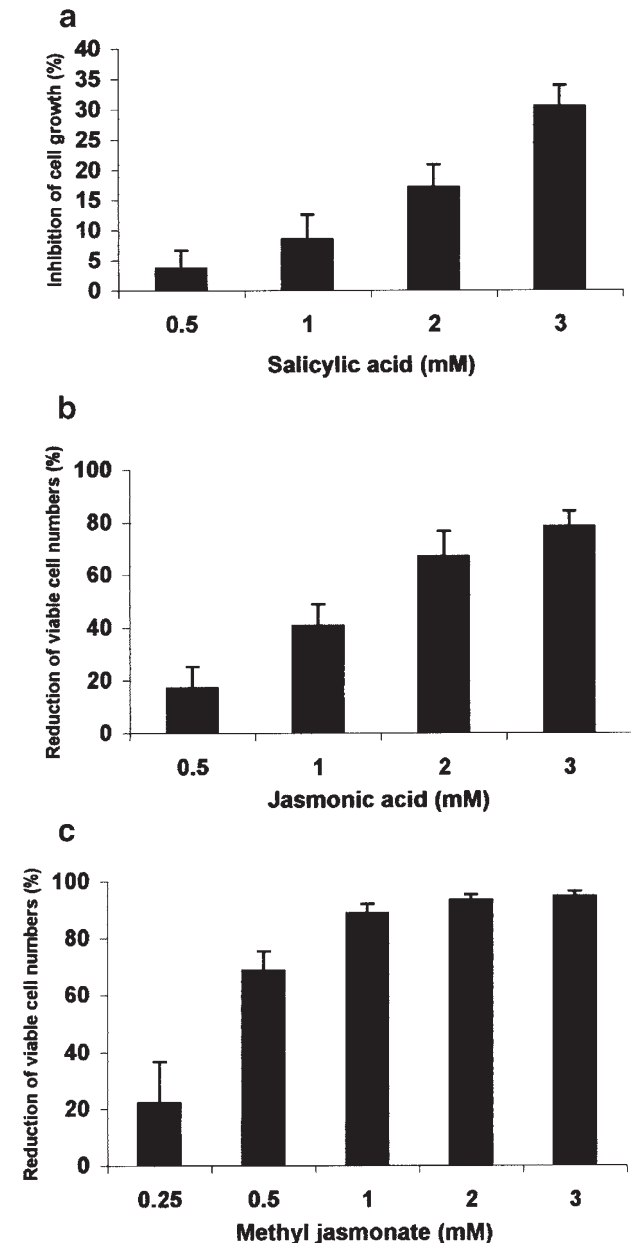 a
Inhibition of cell growth (%)
40
35
30
25
20
15
10
5
0
0.5 1 2 3
Salicylic acid (mM)
b
Reduction of viable cell numbers (%)
100
80
60
40
20
0
0.5 1 2 3
Jasmonic acid (mM)
c
Reduction of viable cell numbers (%)
100
80
60
40
20
0
0.25 0.5 1 2 3
Methyl jasmonate (mM)